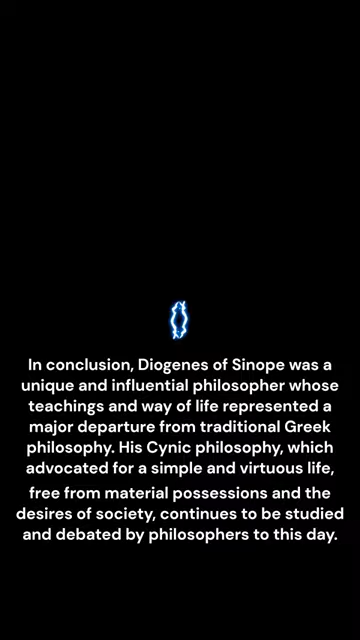 In conclusion, Diogenes of Sinope was a
unique and influential philosopher whose
teachings and way of life represented a
major departure from traditional Greek
philosophy. His Cynic philosophy, which
advocated for a simple and virtuous life,
free from material possessions and the
desires of society, continues to be studied
and debated by philosophers to this day.